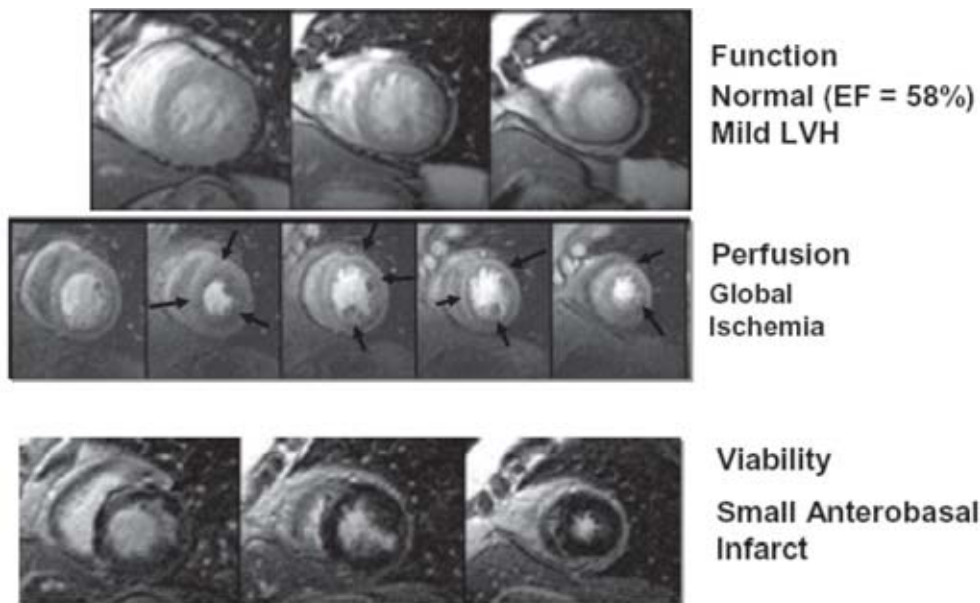 Function
Normal (EF = 58%)
Mild LVH
Perfusion
Global
Ischemia
Viability
Small Anterobasal
Infarct